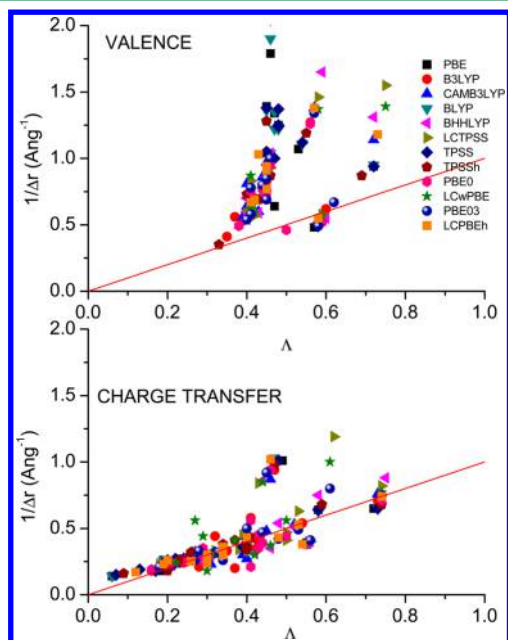 2.0
VALENCE
1.5
1.0
0.5
0.0
1/Δr (Ang⁻¹)
PBE
B3LYP
CAMB3LYP
BLYP
BHHLYP
LCTPSS
TPSS
TPSSh
PBE0
LCwPBE
PBE03
LCPBEh
0.0 0.2 0.4 0.6 0.8 1.0
Λ
2.0
CHARGE TRANSFER
1.5
1.0
0.5
0.0
1/Δr (Ang⁻¹)
0.0 0.2 0.4 0.6 0.8 1.0
Λ